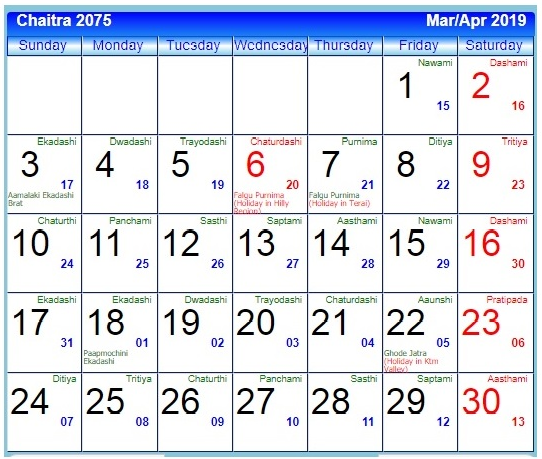 Chaitra 2075 Mar/Apr 2019
Sunday Monday Tuesday Wednesday Thursday Friday Saturday
Nawami Dashami
1 2
15 16
Ekadashi Dwadashi Trayodashi Chaturdashi Purnima Ditiya Tritiya
3 4 5 6 7 8 9
17 18 19 20 21 22 23
Aamalaki Ekadashi Falgu Purnima Falgu Purnima
Brat (Holiday in Hilly (Holiday in Terai)
Region)
Chaturthi Panchami Sasthi Saptami Aasthami Nawami Dashami
10 11 12 13 14 15 16
24 25 26 27 28 29 30
Ekadashi Ekadashi Dwadashi Trayodashi Chaturdashi Aaunshi Pratipada
17 18 19 20 21 22 23
31 01 02 03 04 05 06
Paapmochini Ghode Jatra
Ekadashi (Holiday in Ktm
Valley)
Ditiya Tritiya Chaturthi Panchami Sasthi Saptami Aasthami
24 25 26 27 28 29 30
07 08 09 10 11 12 13